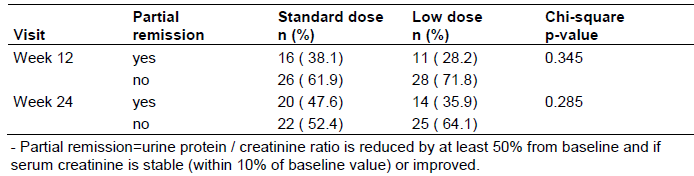 Partial Standard dose Low dose Chi-square
Visit remission n (%) n (%) p-value
Week 12 yes 16 ( 38.1) 11 ( 28.2) 0.345
no 26 ( 61.9) 28 ( 71.8)
Week 24 yes 20 ( 47.6) 14 ( 35.9) 0.285
no 22 ( 52.4) 25 ( 64.1)
- Partial remission=urine protein / creatinine ratio is reduced by at least 50% from baseline and if
serum creatinine is stable (within 10% of baseline value) or improved.